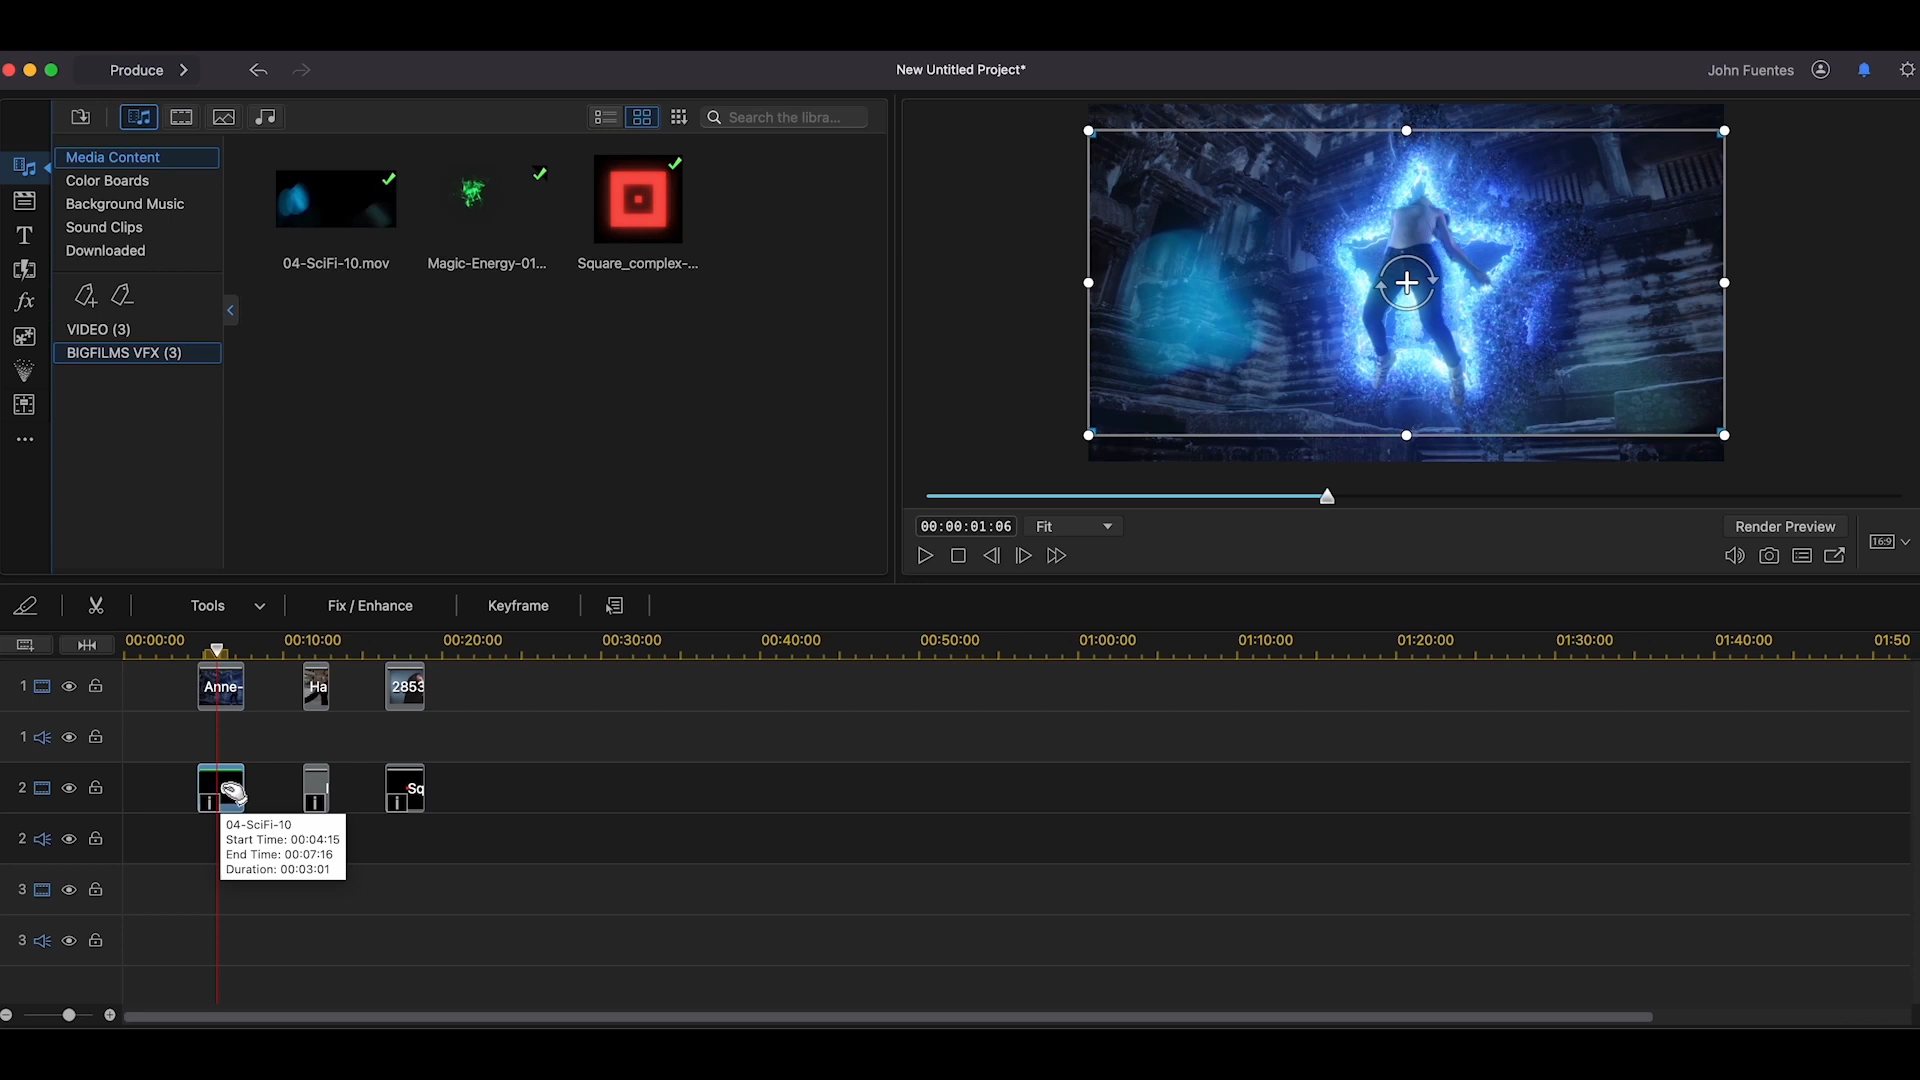 Produce
New Untitled Project*
John Fuentes
Search the libra...
Media Content
Color Boards
Background Music
Sound Clips
Downloaded
VIDEO (3)
BIGFILMS VFX (3)
04-SciFi-10.mov
Magic-Energy-01...
Square_complex-...
T
fx
00:00:01:06
Fit
Render Preview
16:9
Tools
Fix / Enhance
Keyframe
00:00:00
00:10:00
00:20:00
00:30:00
00:40:00
00:50:00
01:00:00
01:10:00
01:20:00
01:30:00
01:40:00
01:50
1
Anne-
Ha
2853
1
2
i
i
i
Sq
2
04-SciFi-10
Start Time: 00:04:15
End Time: 00:07:16
Duration: 00:03:01
3
3